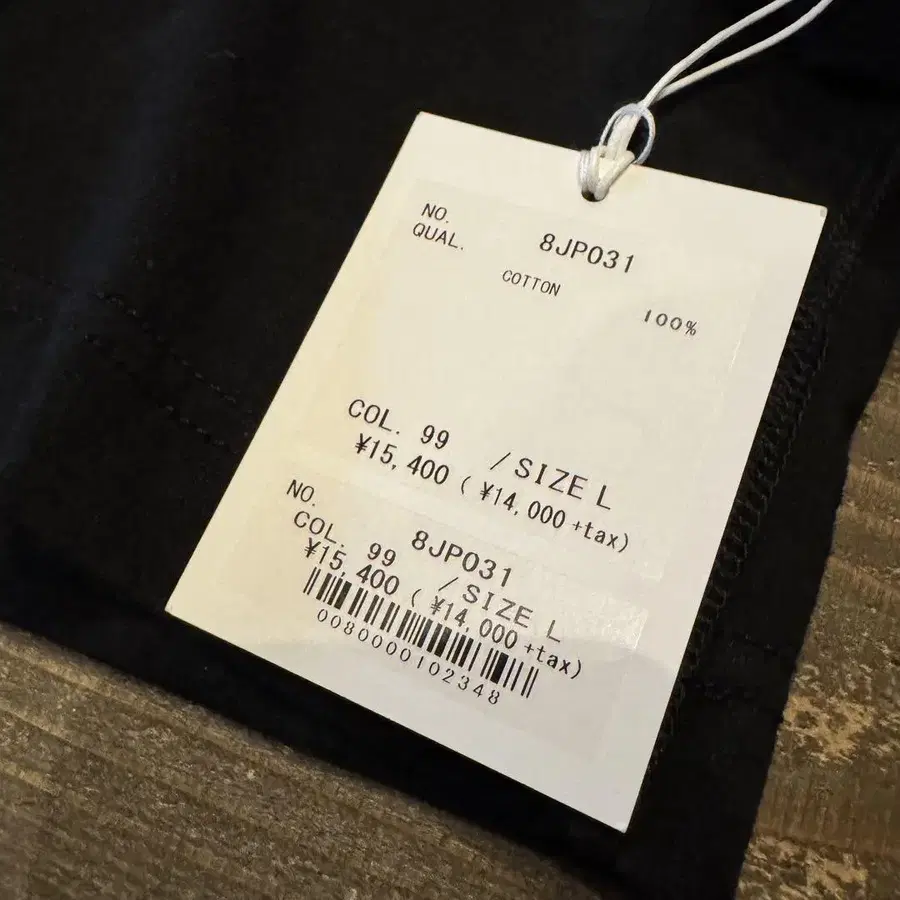 NO. 8JP031
QUAL.
COTTON
100%
COL. 99 /SIZE L
¥15,400 ( ¥14,000 +tax)
NO. 8JP031
COL. 99 /SIZE L
¥15,400 ( ¥14,000 +tax)
0080000102348